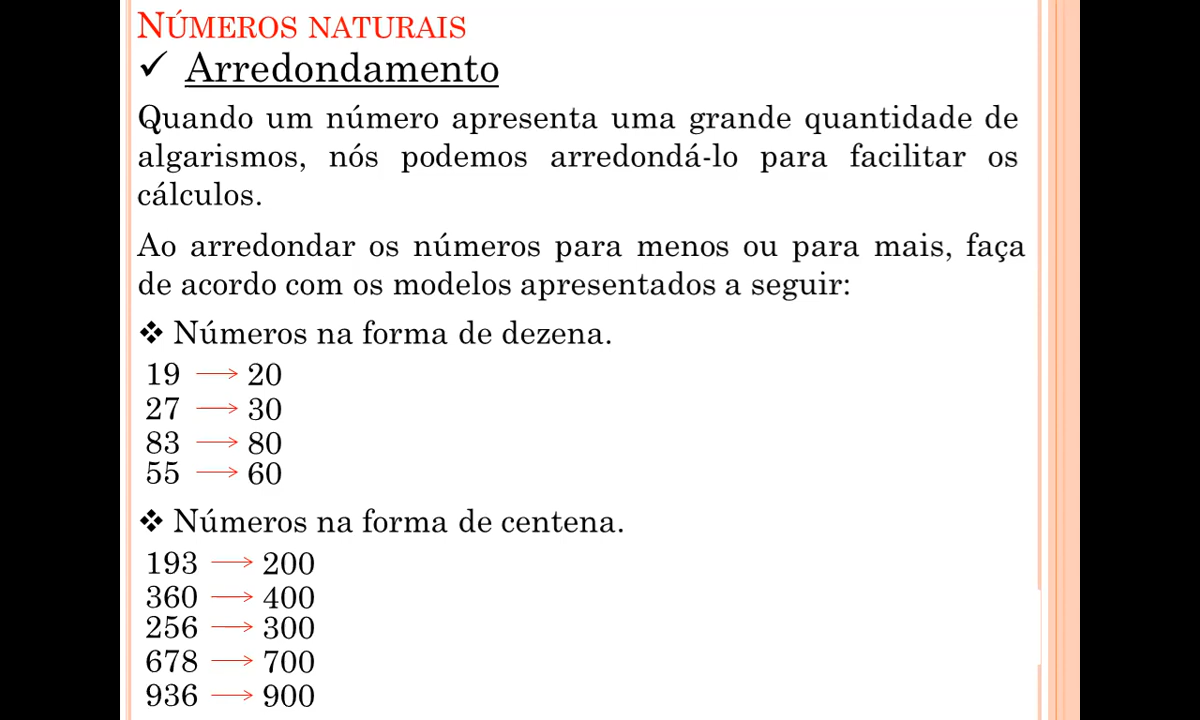 NÚMEROS NATURAIS
✓ Arredondamento
Quando um número apresenta uma grande quantidade de
algarismos, nós podemos arredondá-lo para facilitar os
cálculos.
Ao arredondar os números para menos ou para mais, faça
de acordo com os modelos apresentados a seguir:
❖ Números na forma de dezena.
19 → 20
27 → 30
83 → 80
55 → 60
❖ Números na forma de centena.
193 → 200
360 → 400
256 → 300
678 → 700
936 → 900